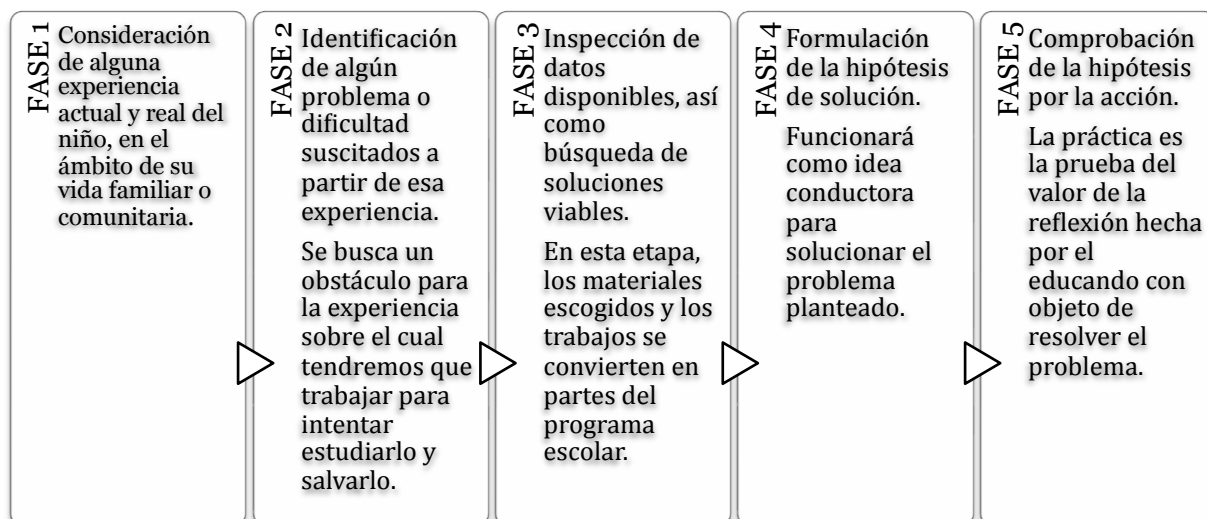 FASE 1
Consideración
de alguna
experiencia
actual y real del
niño, en el
ámbito de su
vida familiar o
comunitaria.
FASE 2
Identificación
de algún
problema o
dificultad
suscitados a
partir de esa
experiencia.
Se busca un
obstáculo para
la experiencia
sobre el cual
tendremos que
trabajar para
intentar
estudiarlo y
salvarlo.
FASE 3
Inspección de
datos
disponibles, así
como
búsqueda de
soluciones
viables.
En esta etapa,
los materiales
escogidos y los
trabajos se
convierten en
partes del
programa
escolar.
FASE 4
Formulación
de la hipótesis
de solución.
Funcionará
como idea
conductora
para
solucionar el
problema
planteado.
FASE 5
Comprobación
de la hipótesis
por la acción.
La práctica es
la prueba del
valor de la
reflexión hecha
por el
educando con
objeto de
resolver el
problema.